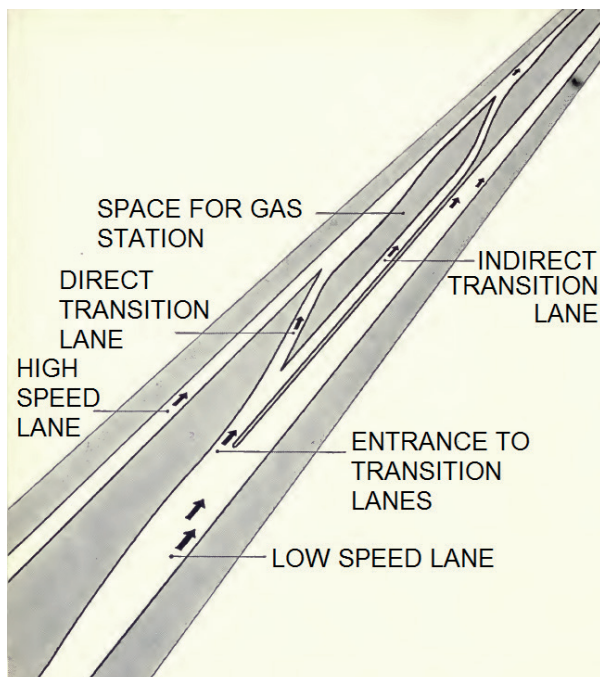 SPACE FOR GAS
STATION
DIRECT
TRANSITION
LANE
INDIRECT
TRANSITION
LANE
HIGH
SPEED
LANE
ENTRANCE TO
TRANSITION
LANES
LOW SPEED LANE